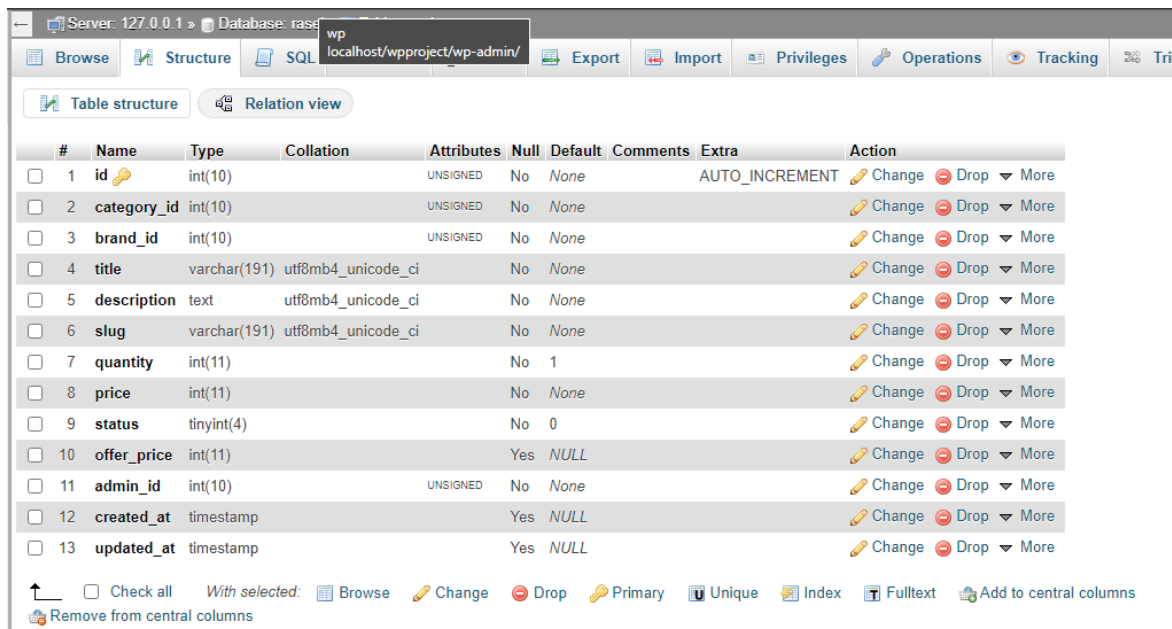 ← Server: 127.0.0.1 » Database: rase
wp
localhost/wpproject/wp-admin/
Browse Structure SQL Export Import Privileges Operations Tracking Tri
Table structure Relation view
# Name Type Collation Attributes Null Default Comments Extra Action
1 id int(10) UNSIGNED No None AUTO_INCREMENT Change Drop More
2 category_id int(10) UNSIGNED No None Change Drop More
3 brand_id int(10) UNSIGNED No None Change Drop More
4 title varchar(191) utf8mb4_unicode_ci No None Change Drop More
5 description text utf8mb4_unicode_ci No None Change Drop More
6 slug varchar(191) utf8mb4_unicode_ci No None Change Drop More
7 quantity int(11) No 1 Change Drop More
8 price int(11) No None Change Drop More
9 status tinyint(4) No 0 Change Drop More
10 offer_price int(11) Yes NULL Change Drop More
11 admin_id int(10) UNSIGNED No None Change Drop More
12 created_at timestamp Yes NULL Change Drop More
13 updated_at timestamp Yes NULL Change Drop More
Check all With selected: Browse Change Drop Primary Unique Index Fulltext Add to central columns
Remove from central columns